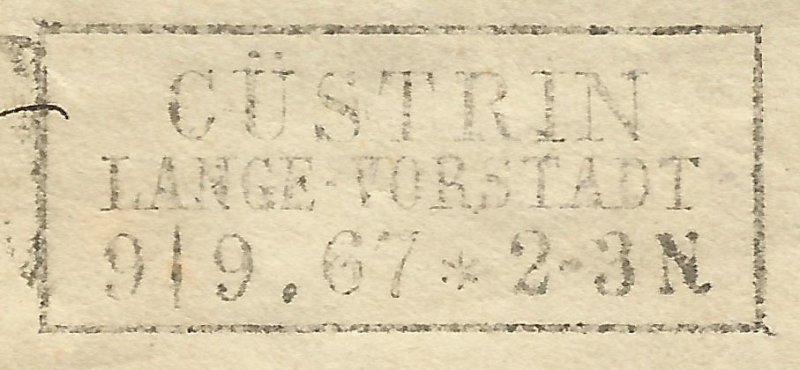 CÜSTRIN
LANGE-VORSTADT
9|9.67*2-3N